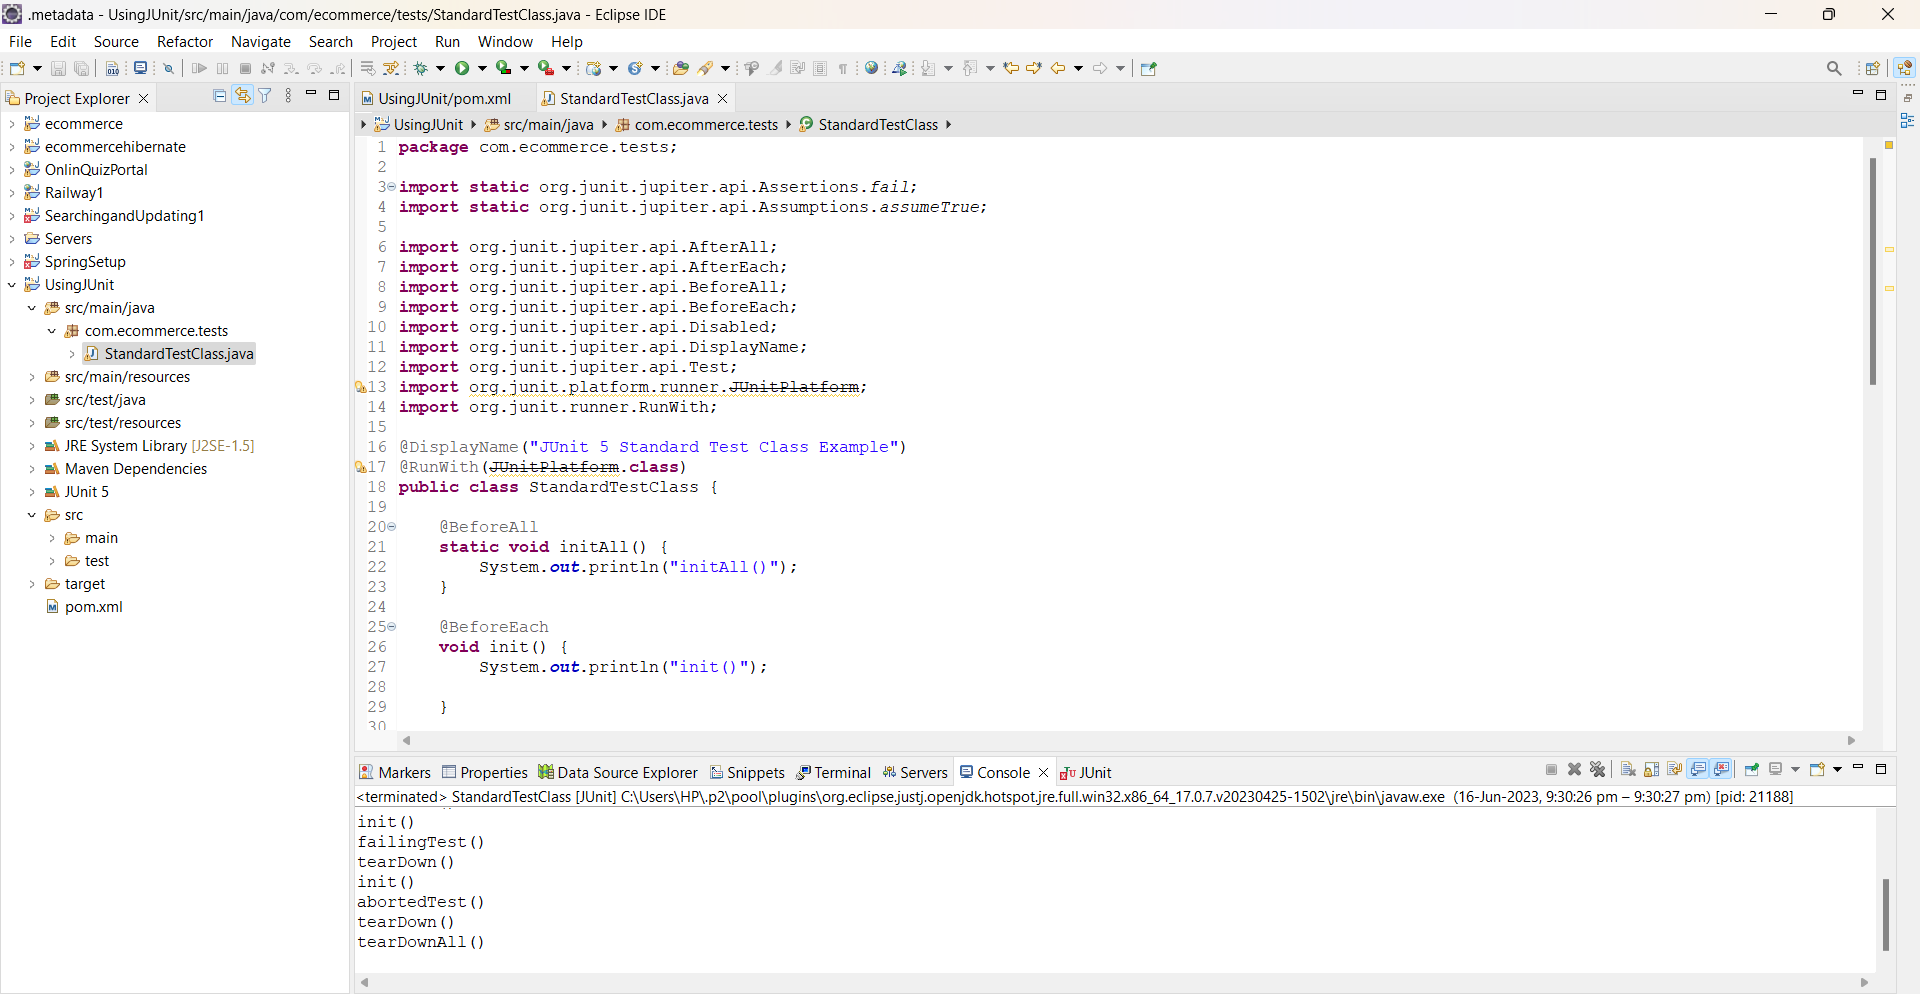 .metadata - UsingJUnit/src/main/java/com/ecommerce/tests/StandardTestClass.java - Eclipse IDE
File Edit Source Refactor Navigate Search Project Run Window Help
Project Explorer
ecommerce
ecommercehibernate
OnlinQuizPortal
Railway1
SearchingandUpdating1
Servers
SpringSetup
UsingJUnit
src/main/java
com.ecommerce.tests
StandardTestClass.java
src/main/resources
src/test/java
src/test/resources
JRE System Library [J2SE-1.5]
Maven Dependencies
JUnit 5
src
main
test
target
pom.xml
UsingJUnit/pom.xml StandardTestClass.java
UsingJUnit src/main/java com.ecommerce.tests StandardTestClass
1 package com.ecommerce.tests;
2
3 import static org.junit.jupiter.api.Assertions.fail;
4 import static org.junit.jupiter.api.Assumptions.assumeTrue;
5
6 import org.junit.jupiter.api.AfterAll;
7 import org.junit.jupiter.api.AfterEach;
8 import org.junit.jupiter.api.BeforeAll;
9 import org.junit.jupiter.api.BeforeEach;
10 import org.junit.jupiter.api.Disabled;
11 import org.junit.jupiter.api.DisplayName;
12 import org.junit.jupiter.api.Test;
13 import org.junit.platform.runner.JUnitPlatform;
14 import org.junit.runner.RunWith;
15
16 @DisplayName("JUnit 5 Standard Test Class Example")
17 @RunWith(JUnitPlatform.class)
18 public class StandardTestClass {
19
20 @BeforeAll
21 static void initAll() {
22 System.out.println("initAll()");
23 }
24
25 @BeforeEach
26 void init() {
27 System.out.println("init()");
28
29 }
30
Markers Properties Data Source Explorer Snippets Terminal Servers Console JUnit
<terminated> StandardTestClass [JUnit] C:\Users\HP\.p2\pool\plugins\org.eclipse.justj.openjdk.hotspot.jre.full.win32.x86_64_17.0.7.v20230425-1502\jre\bin\javaw.exe (16-Jun-2023, 9:30:26 pm – 9:30:27 pm) [pid: 21188]
init()
failingTest()
tearDown()
init()
abortedTest()
tearDown()
tearDownAll()